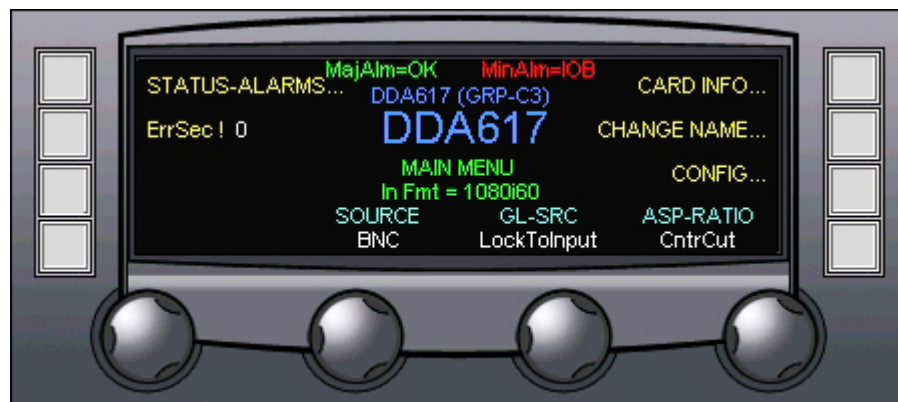 MajAlm=OK MinAlm=IOB
STATUS-ALARMS... CARD INFO...
DDA617 (GRP-C3)
ErrSec ! 0 DDA617 CHANGE NAME...
MAIN MENU
CONFIG...
In Fmt = 1080i60
SOURCE GL-SRC ASP-RATIO
BNC LockToInput CntrCut